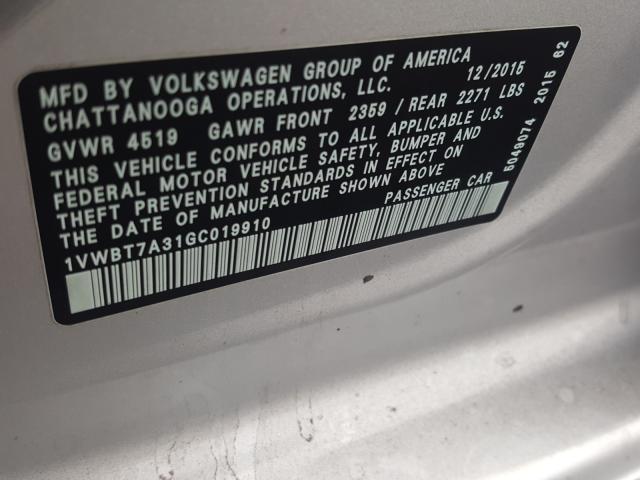 MFD BY VOLKSWAGEN GROUP OF AMERICA
CHATTANOOGA OPERATIONS, LLC. 12/2015
GVWR 4519 GAWR FRONT 2359 / REAR 2271 LBS
THIS VEHICLE CONFORMS TO ALL APPLICABLE U.S.
FEDERAL MOTOR VEHICLE SAFETY, BUMPER AND
THEFT PREVENTION STANDARDS IN EFFECT ON
THE DATE OF MANUFACTURE SHOWN ABOVE
1VWBT7A31GC019910 PASSENGER CAR
5049074 2015 62